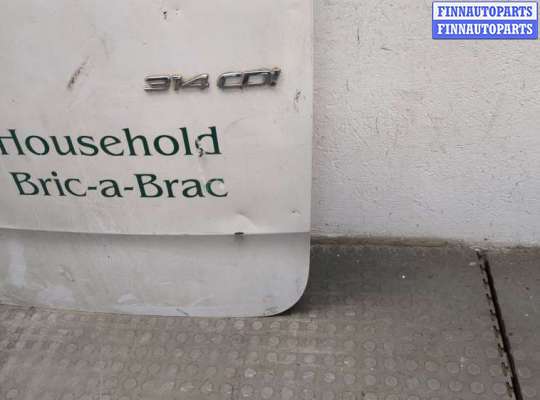 FINNAUTOPARTS
FINNAUTOPARTS
314 CDI
Household
Bric-a-Brac